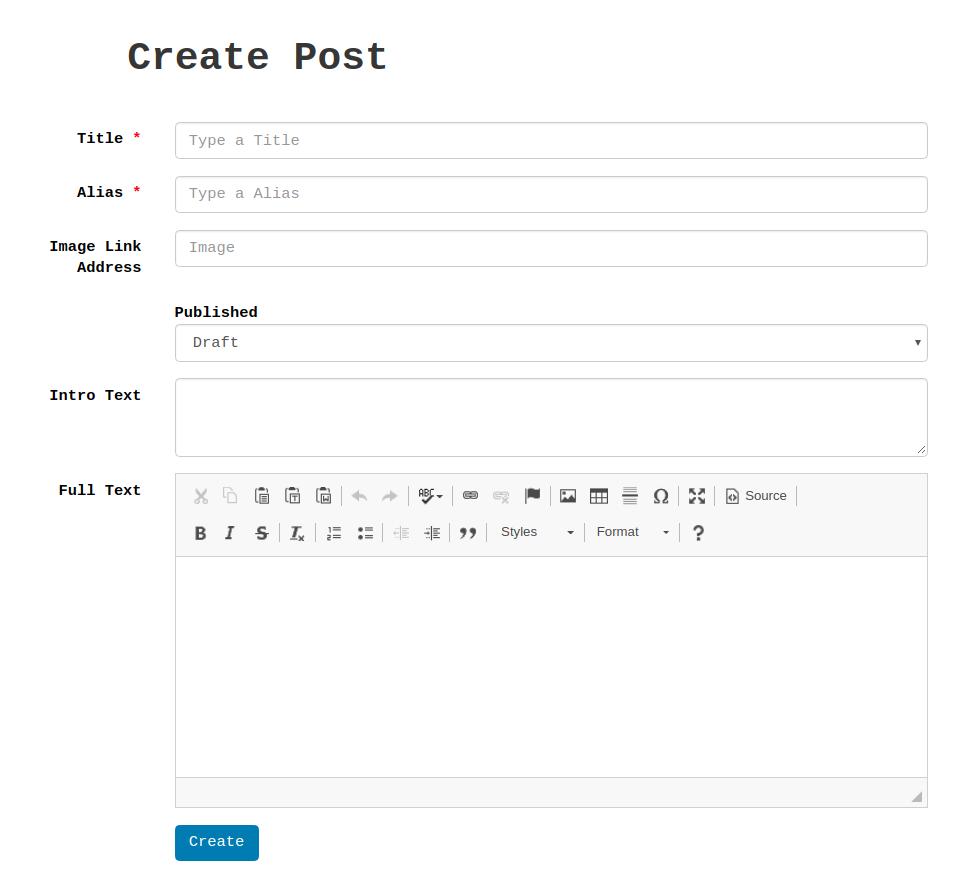 Create Post
Title *
Type a Title
Alias *
Type a Alias
Image Link
Address
Image
Published
Draft
Intro Text
Full Text
ABC
Source
B I S
Styles
Format
?
Create